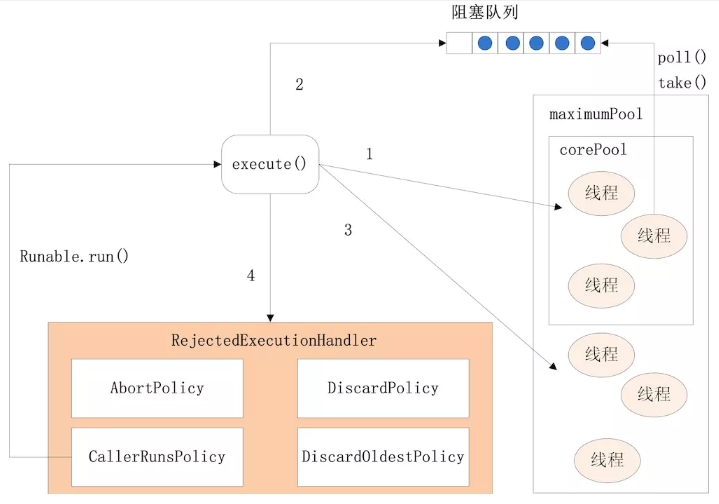 阻塞队列
poll()
take()
2
maximumPool
corePool
execute()
1
线程
线程
3
Runable.run()
4
线程
RejectedExecutionHandler
线程
AbortPolicy
DiscardPolicy
线程
CallerRunsPolicy
DiscardOldestPolicy
线程